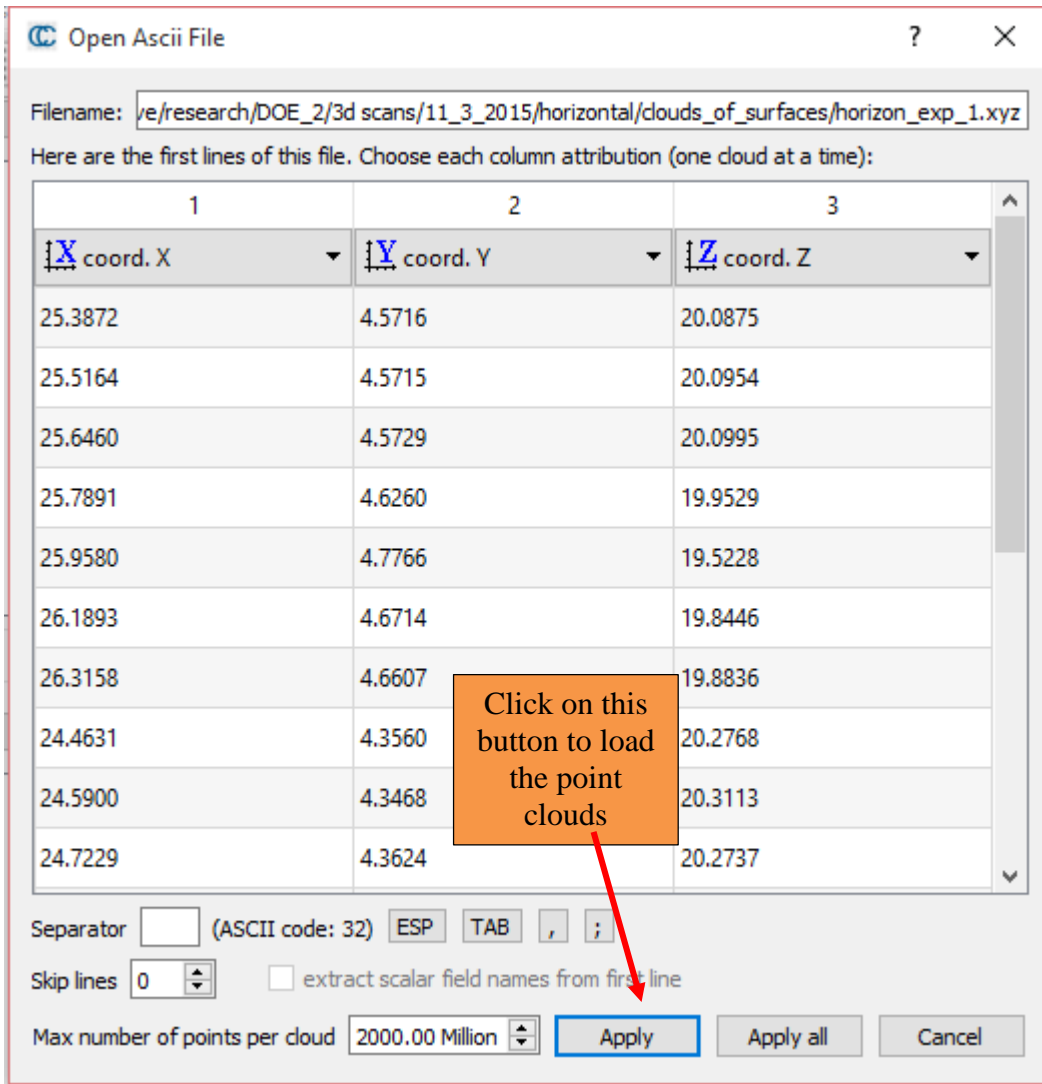 Open Ascii File ?
Filename: /e/research/DOE_2/3d scans/11_3_2015/horizontal/clouds_of_surfaces/horizon_exp_1.xyz
Here are the first lines of this file. Choose each column attribution (one cloud at a time):
1 2 3
X coord. X Y coord. Y Z coord. Z
25.3872 4.5716 20.0875
25.5164 4.5715 20.0954
25.6460 4.5729 20.0995
25.7891 4.6260 19.9529
25.9580 4.7766 19.5228
26.1893 4.6714 19.8446
26.3158 4.6607 19.8836
24.4631 4.3560 20.2768
24.5900 4.3468 20.3113
24.7229 4.3624 20.2737
Click on this
button to load
the point
clouds
Separator (ASCII code: 32) ESP TAB , ;
Skip lines 0 extract scalar field names from first line
Max number of points per cloud 2000.00 Million Apply Apply all Cancel